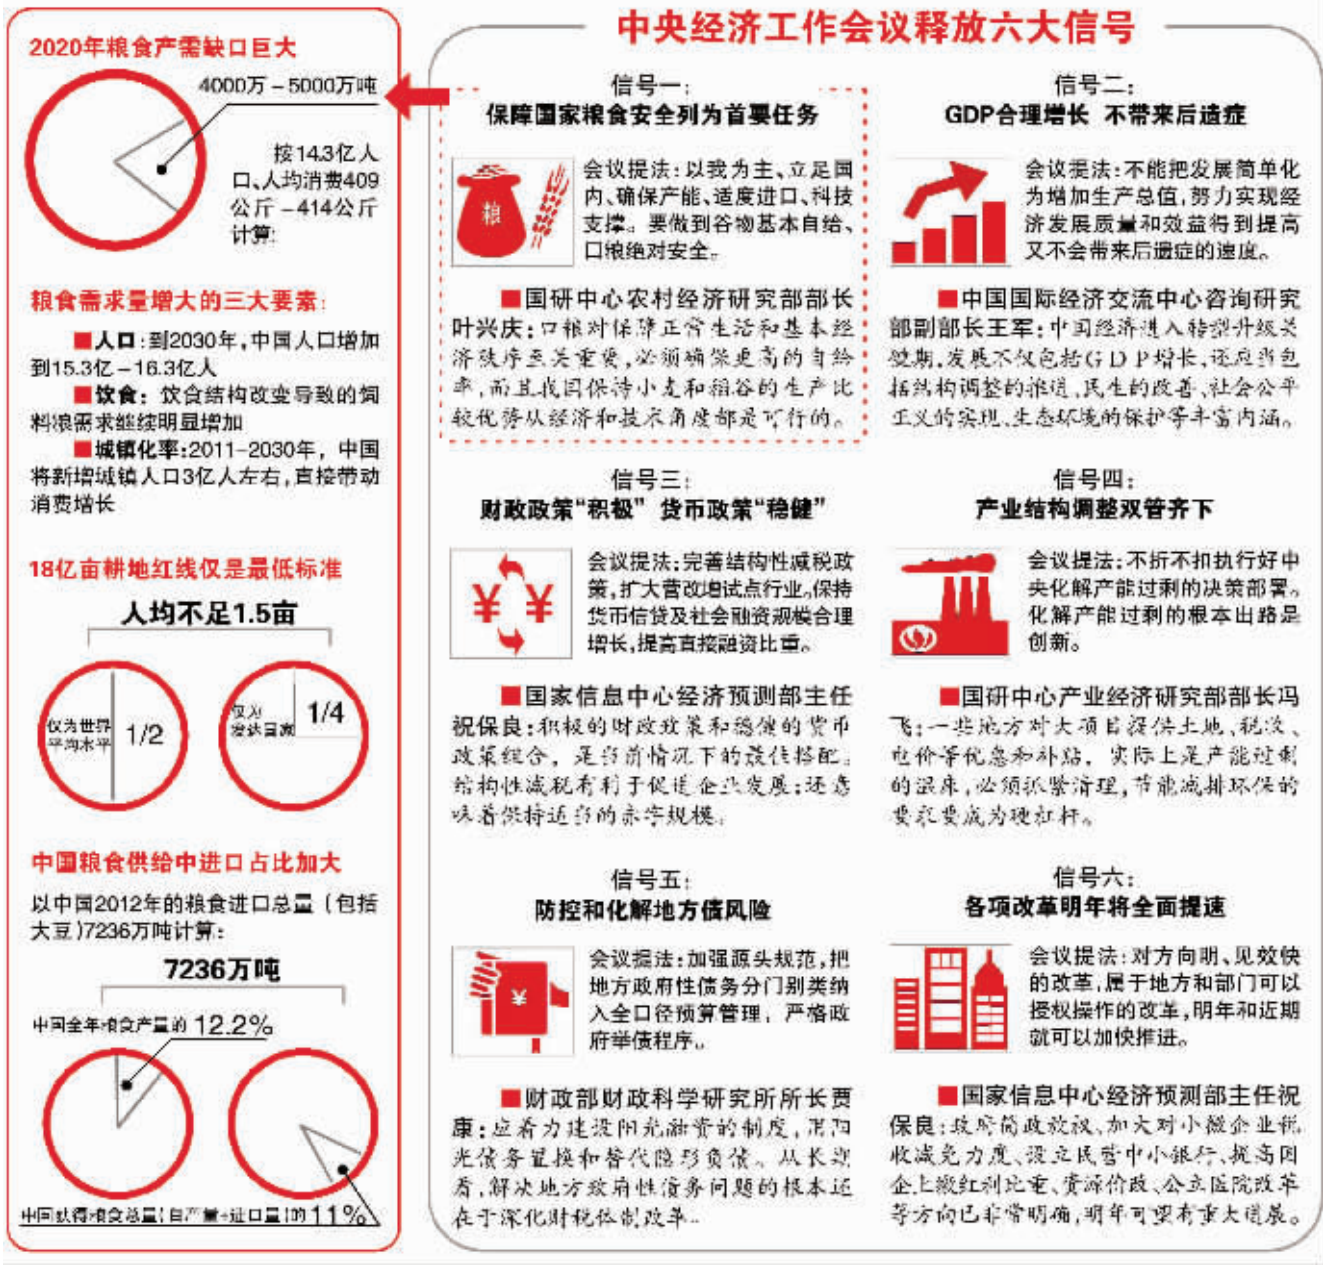 中央经济工作会议释放六大信号
2020年粮食产需缺口巨大
4000万-5000万吨
按14.3亿人
口、人均消费409
公斤-414公斤
计算:
粮食需求量增大的三大要素:
■人口:到2030年,中国人口增加
到15.3亿-16.3亿人
■饮食:饮食结构改变导致的饲
料粮需求继续明显增加
■城镇化率:2011-2030年,中国
将新增城镇人口3亿人左右,直接带动
消费增长
18亿亩耕地红线仅是最低标准
人均不足1.5亩
仅为世界
平均水平
1/2
仅为
发达国家
1/4
中国粮食供给中进口占比加大
以中国2012年的粮食进口总量(包括
大豆)7236万吨计算:
7236万吨
中国全年粮食产量的12.2%
中国获得粮食总量(自产量+进口量)的11%
信号一:
保障国家粮食安全列为首要任务
粮
会议提法:以我为主、立足国
内、确保产能、适度进口、科技
支撑。要做到谷物基本自给、
口粮绝对安全。
■国研中心农村经济研究部部长
叶兴庆:口粮对保障正常生活和基本经
济秩序至关重要,必须确保更高的自给
率,而且我国保持小麦和稻谷的生产比
较优势从经济和技术角度都是可行的。
信号二:
GDP合理增长 不带来后遗症
会议提法:不能把发展简单化
为增加生产总值,努力实现经
济发展质量和效益得到提高
又不会带来后遗症的速度。
■中国国际经济交流中心咨询研究
部副部长王军:中国经济进入转型升级关
键期,发展不仅包括GDP增长,还应当包
括结构调整的推进、民生的改善、社会公平
正义的实现、生态环境的保护等丰富内涵。
信号三:
财政政策“积极” 货币政策“稳健”
¥ ¥
会议提法:完善结构性减税政
策,扩大营改增试点行业。保持
货币信贷及社会融资规模合理
增长,提高直接融资比重。
■国家信息中心经济预测部主任
祝保良:积极的财政政策和稳健的货币
政策组合,是当前情况下的最佳搭配。
结构性减税有利于促进企业发展;还意
味着保持适当的赤字规模。
信号四:
产业结构调整双管齐下
会议提法:不折不扣执行好中
央化解产能过剩的决策部署。
化解产能过剩的根本出路是
创新。
■国研中心产业经济研究部部长冯
飞:一些地方对大项目提供土地、税收、
电价等优惠和补贴,实际上是产能过剩
的温床,必须抓紧清理,节能减排环保的
要求要成为硬杠杆。
信号五:
防控和化解地方债风险
¥
会议提法:加强源头规范,把
地方政府性债务分门别类纳
入全口径预算管理,严格政
府举债程序。
■财政部财政科学研究所所长贾
康:应着力建设阳光融资的制度,用阳
光债务置换和替代隐形负债。从长远
看,解决地方政府性债务问题的根本还
在于深化财税体制改革。
信号六:
各项改革明年将全面提速
会议提法:对方向明、见效快
的改革,属于地方和部门可以
授权操作的改革,明年和近期
就可以加快推进。
■国家信息中心经济预测部主任祝
保良:政府简政放权、加大对小微企业税
收减免力度、设立民营中小银行、提高国
企上缴红利比重、资源价改、公立医院改革
等方向已非常明确,明年可望有重大进展。